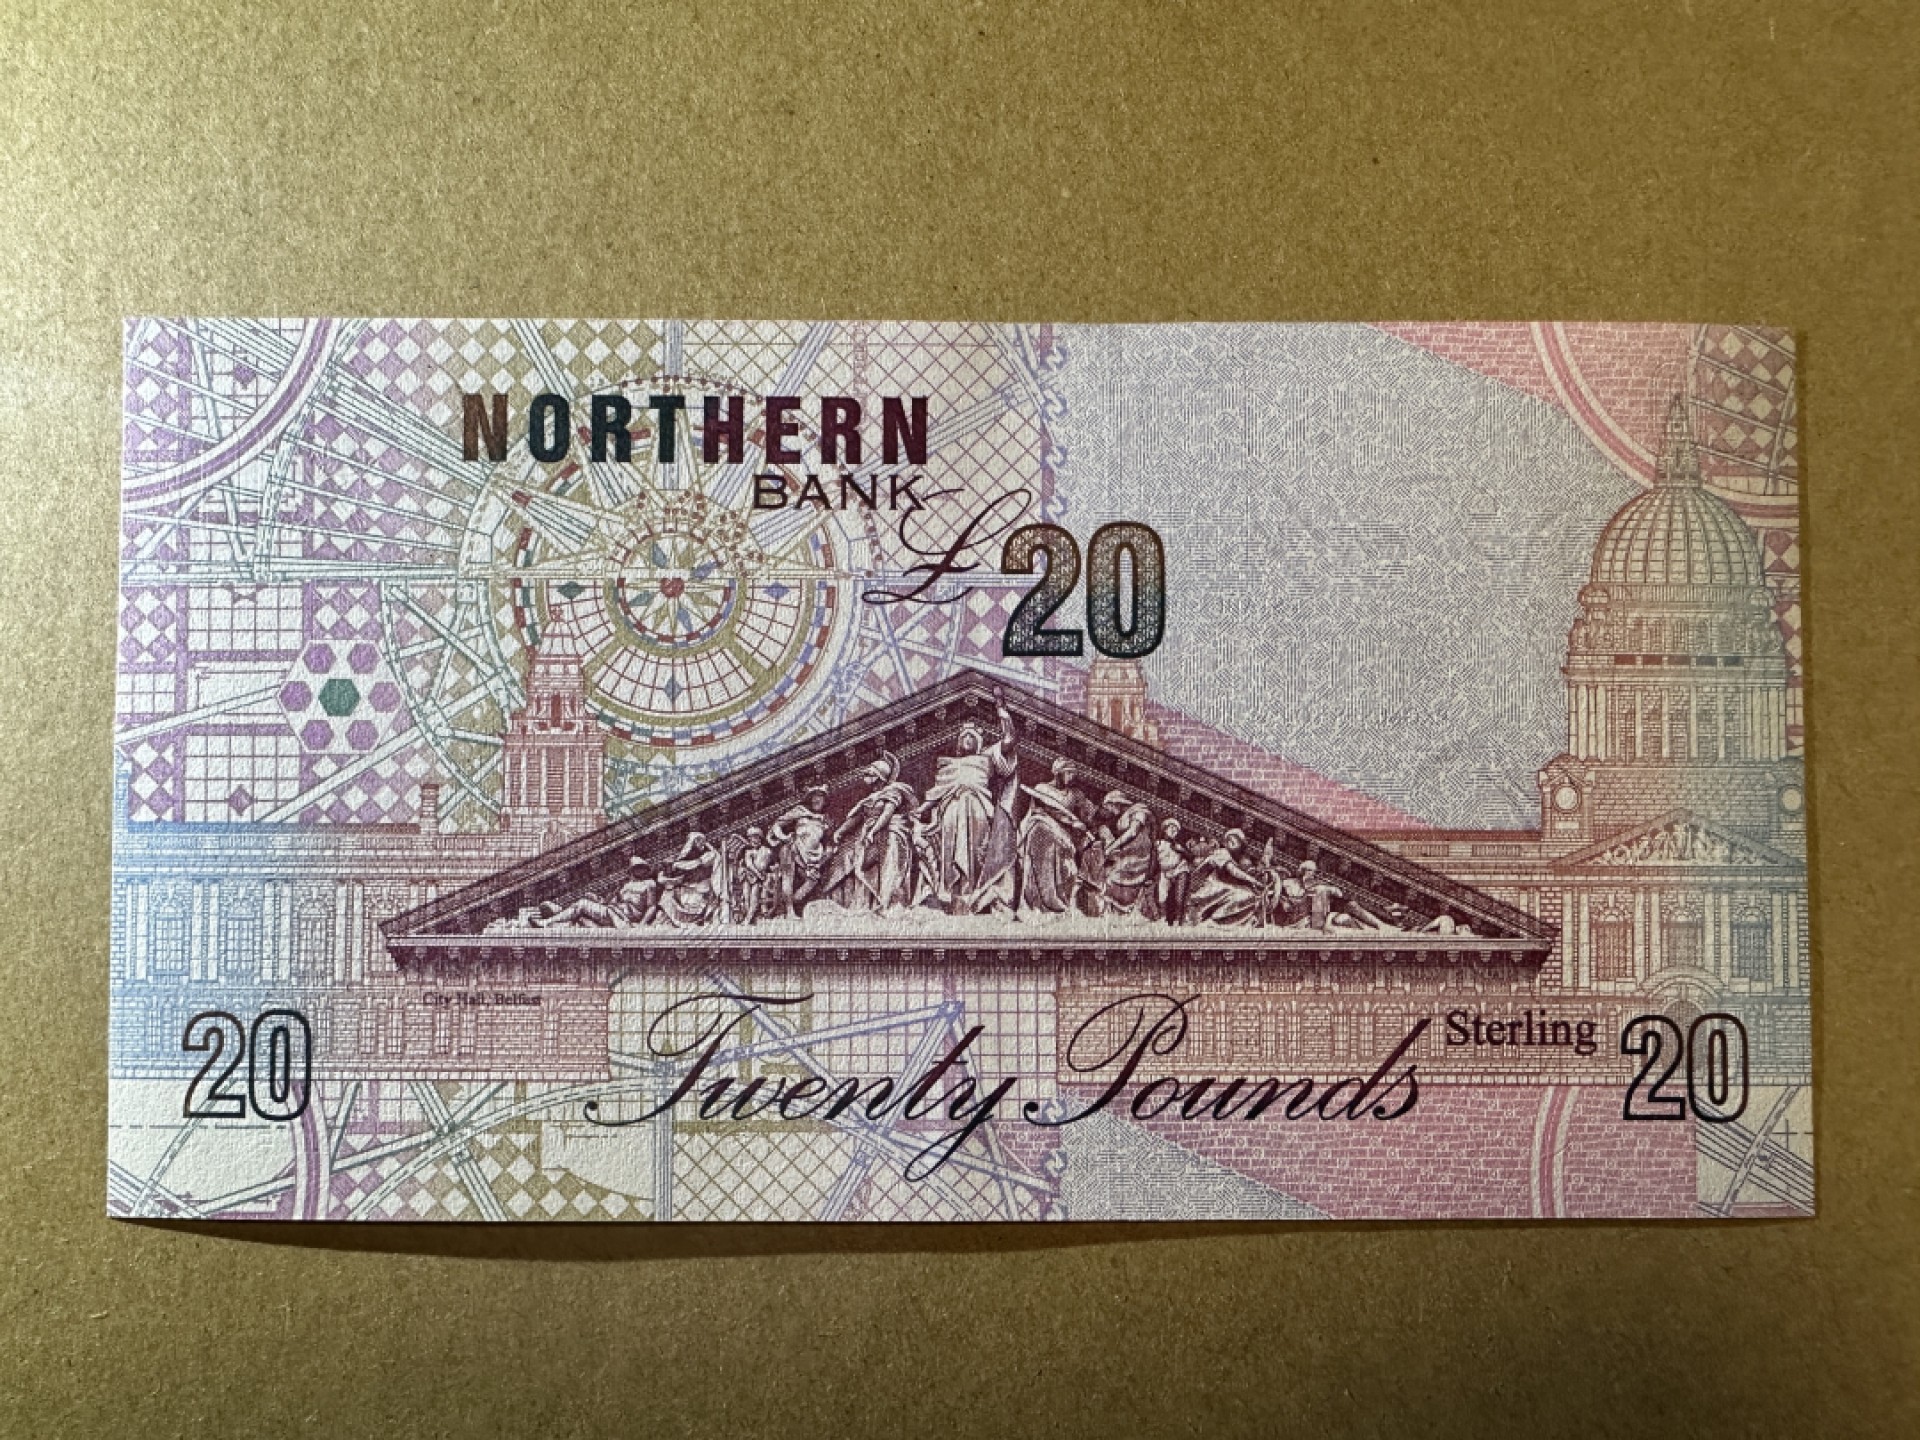 NORTHERN
BANK
£20
City Hall, Belfast
20 Twenty Pounds Sterling 20